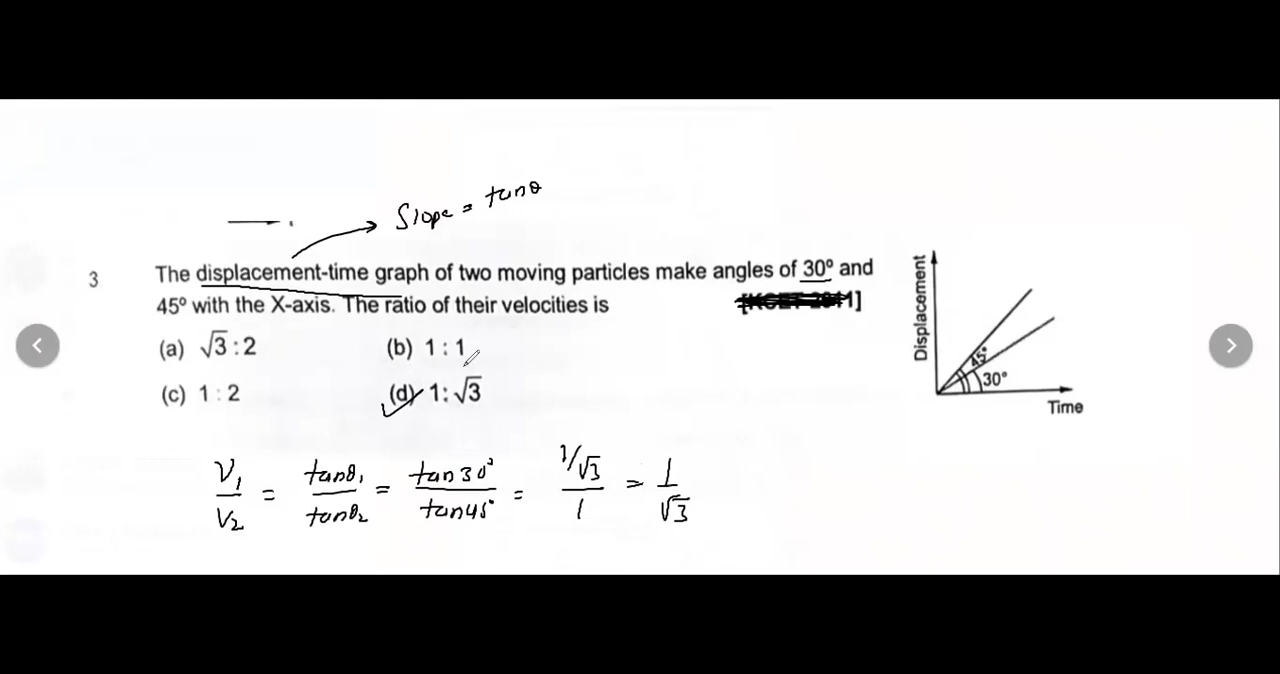 Slope = tanθ
3 The displacement-time graph of two moving particles make angles of 30° and
45° with the X-axis. The ratio of their velocities is
(a) √3 : 2 (b) 1 : 1
(c) 1 : 2 (d) 1: √3
V₁/V₂ = tanθ₁/tanθ₂ = tan30°/tan45° = 1/√3/1 = 1/√3
Displacement
45°
30°
Time